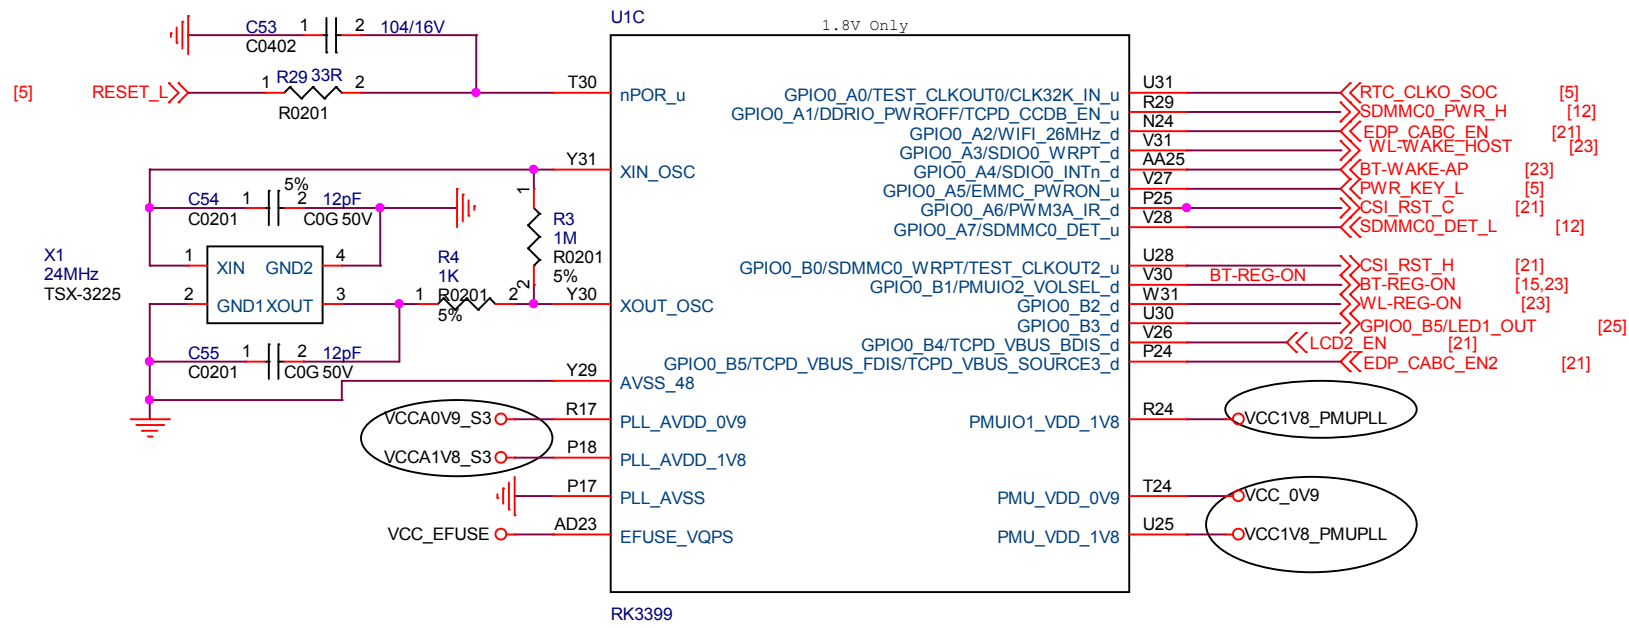 U1C
1.8V Only
C53 1 2 104/16V
C0402
[5] RESET_L 1 R29 33R 2
R0201
T30 nPOR_u
Y31 XIN_OSC
5%
C54 1 2 12pF
C0201 C0G 50V
1
R3
1M
R0201
5%
2
X1
24MHz
TSX-3225
1 XIN GND2 4
2 GND1 XOUT 3
R4
1K
1 R0201 2
5%
Y30 XOUT_OSC
C55 1 2 12pF
C0201 C0G 50V
Y29 AVSS_48
VCCA0V9_S3 R17 PLL_AVDD_0V9
VCCA1V8_S3 P18 PLL_AVDD_1V8
P17 PLL_AVSS
VCC_EFUSE AD23 EFUSE_VQPS
GPIO0_A0/TEST_CLKOUT0/CLK32K_IN_u U31 RTC_CLKO_SOC [5]
GPIO0_A1/DDRIO_PWROFF/TCPD_CCDB_EN_u R29 SDMMC0_PWR_H [12]
GPIO0_A2/WIFI_26MHz_d N24 EDP_CABC_EN [21]
GPIO0_A3/SDIO0_WRPT_d V31 WL-WAKE_HOST [23]
GPIO0_A4/SDIO0_INTn_d AA25 BT-WAKE-AP [23]
GPIO0_A5/EMMC_PWRON_u V27 PWR_KEY_L [5]
GPIO0_A6/PWM3A_IR_d P25 CSI_RST_C [21]
GPIO0_A7/SDMMC0_DET_u V28 SDMMC0_DET_L [12]
GPIO0_B0/SDMMC0_WRPT/TEST_CLKOUT2_u U28 CSI_RST_H [21]
GPIO0_B1/PMUIO2_VOLSEL_d V30 BT-REG-ON BT-REG-ON [15,23]
GPIO0_B2_d W31 WL-REG-ON [23]
GPIO0_B3_d U30 GPIO0_B5/LED1_OUT [25]
GPIO0_B4/TCPD_VBUS_BDIS_d V26 LCD2_EN [21]
GPIO0_B5/TCPD_VBUS_FDIS/TCPD_VBUS_SOURCE3_d P24 EDP_CABC_EN2 [21]
PMUIO1_VDD_1V8 R24 VCC1V8_PMUPLL
PMU_VDD_0V9 T24 VCC_0V9
PMU_VDD_1V8 U25 VCC1V8_PMUPLL
RK3399